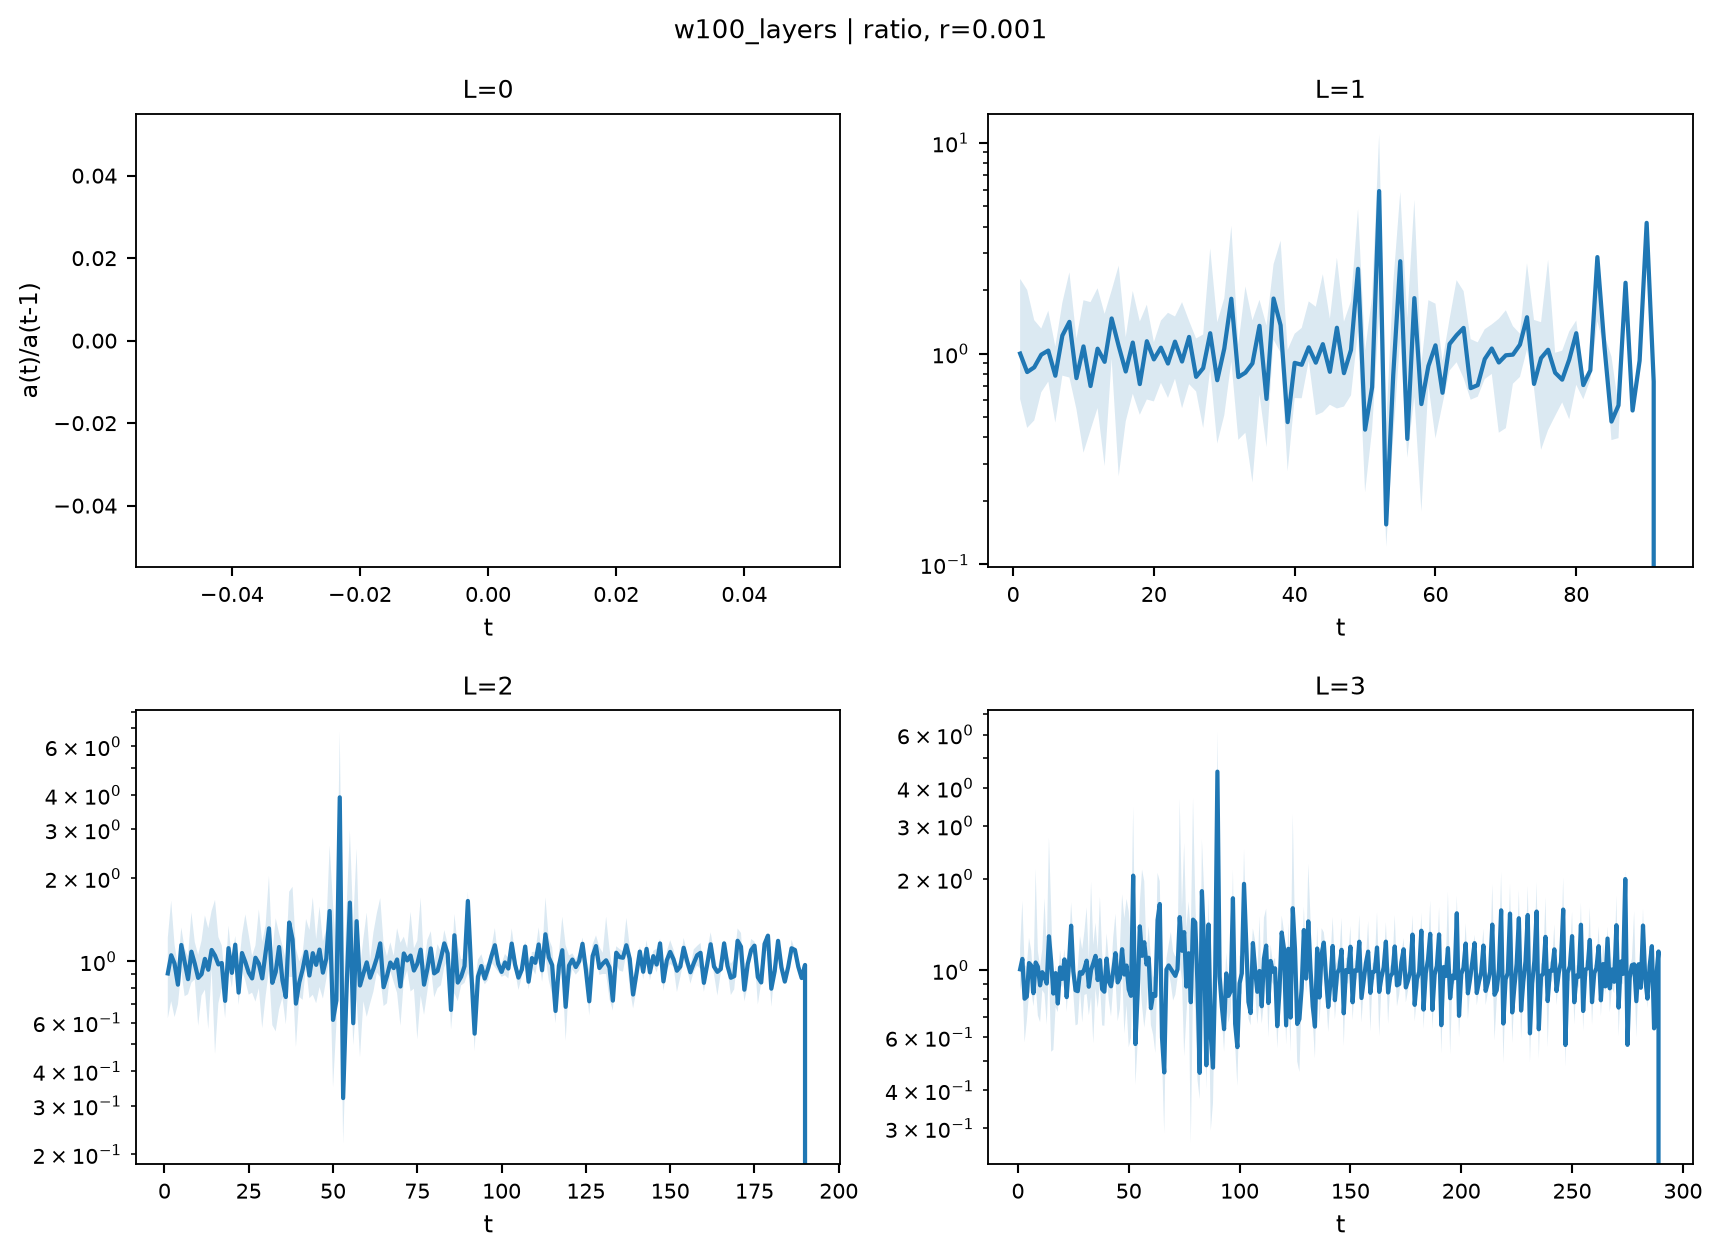 w100_layers | ratio, r=0.001
L=0
a(t)/a(t-1)
0.04
0.02
0.00
−0.02
−0.04
−0.04 −0.02 0.00 0.02 0.04
t
L=1
10¹
10⁰
10⁻¹
0 20 40 60 80
t
L=2
6 × 10⁰
4 × 10⁰
3 × 10⁰
2 × 10⁰
10⁰
6 × 10⁻¹
4 × 10⁻¹
3 × 10⁻¹
2 × 10⁻¹
0 25 50 75 100 125 150 175 200
t
L=3
6 × 10⁰
4 × 10⁰
3 × 10⁰
2 × 10⁰
10⁰
6 × 10⁻¹
4 × 10⁻¹
3 × 10⁻¹
0 50 100 150 200 250 300
t